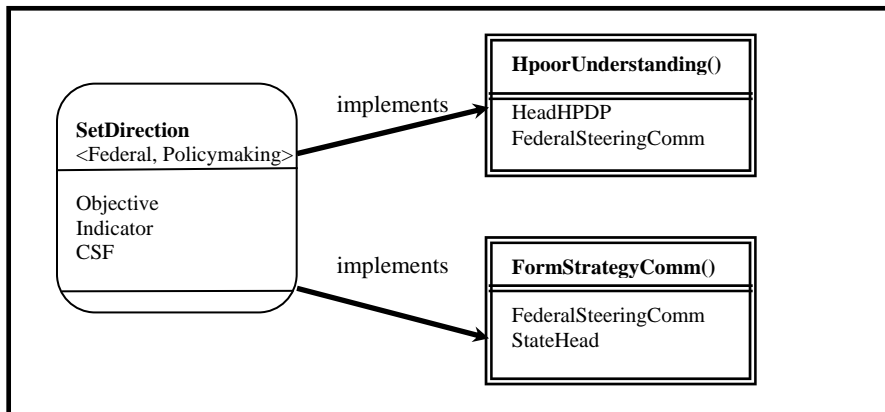 SetDirection
<Federal, Policymaking>
Objective
Indicator
CSF
implements
HpoorUnderstanding()
HeadHPDP
FederalSteeringComm
implements
FormStrategyComm()
FederalSteeringComm
StateHead